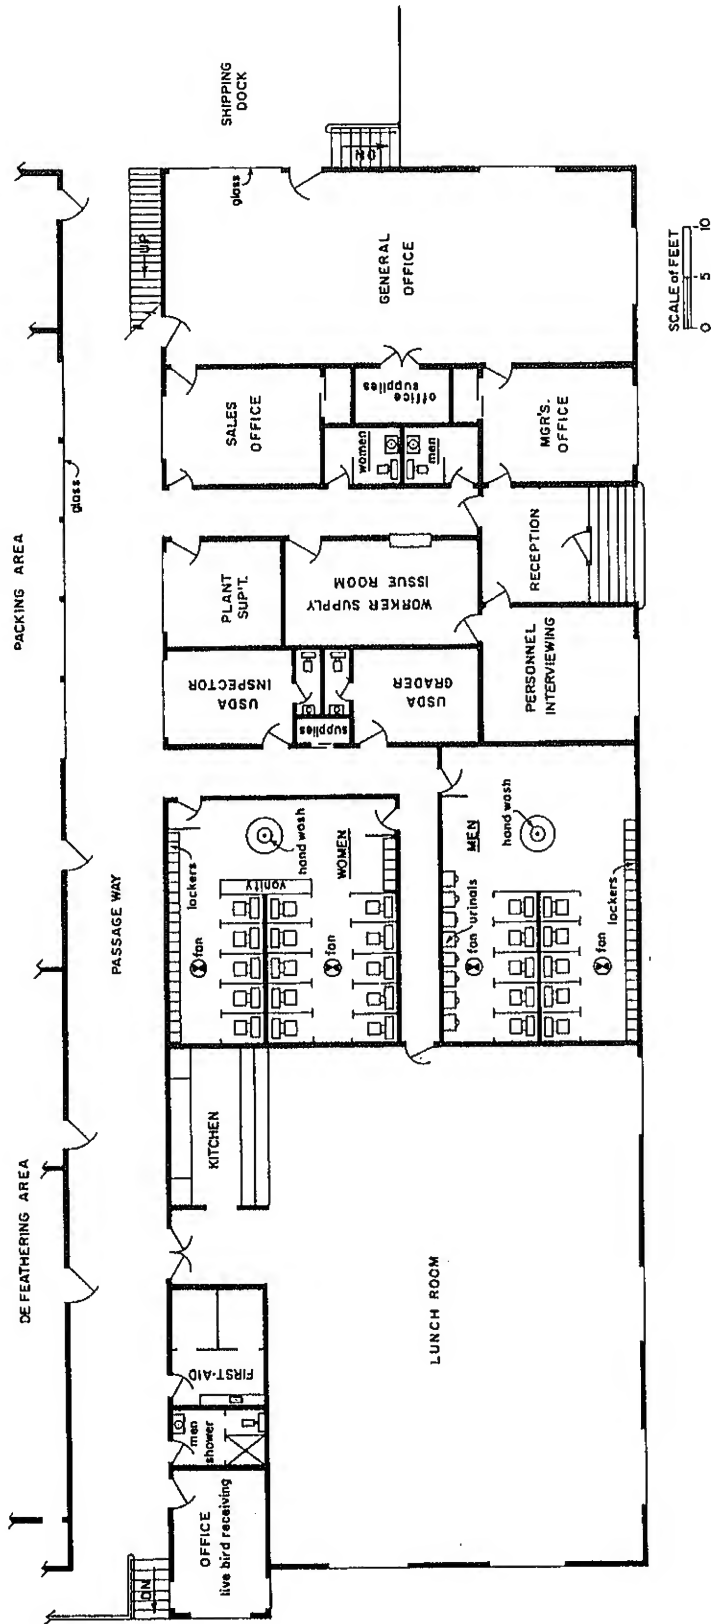 DE FEATHERING AREA
PACKING AREA
glass
PASSAGE WAY
SHIPPING
DOCK
DN
UP
DN
OFFICE
live bird receiving
men
shower
FIRST-AID
KITCHEN
LUNCH ROOM
lockers
fan
fan
vanity
hand wash
WOMEN
urinals
fan
MEN
hand wash
fan
lockers
USDA
INSPECTOR
supplies
USDA
GRADER
PLANT
SUP'T.
WORKER SUPPLY
ISSUE ROOM
PERSONNEL
INTERVIEWING
RECEPTION
SALES
OFFICE
women
men
office
supplies
MGR'S.
OFFICE
GENERAL
OFFICE
glass
SCALE of FEET
0 5 10